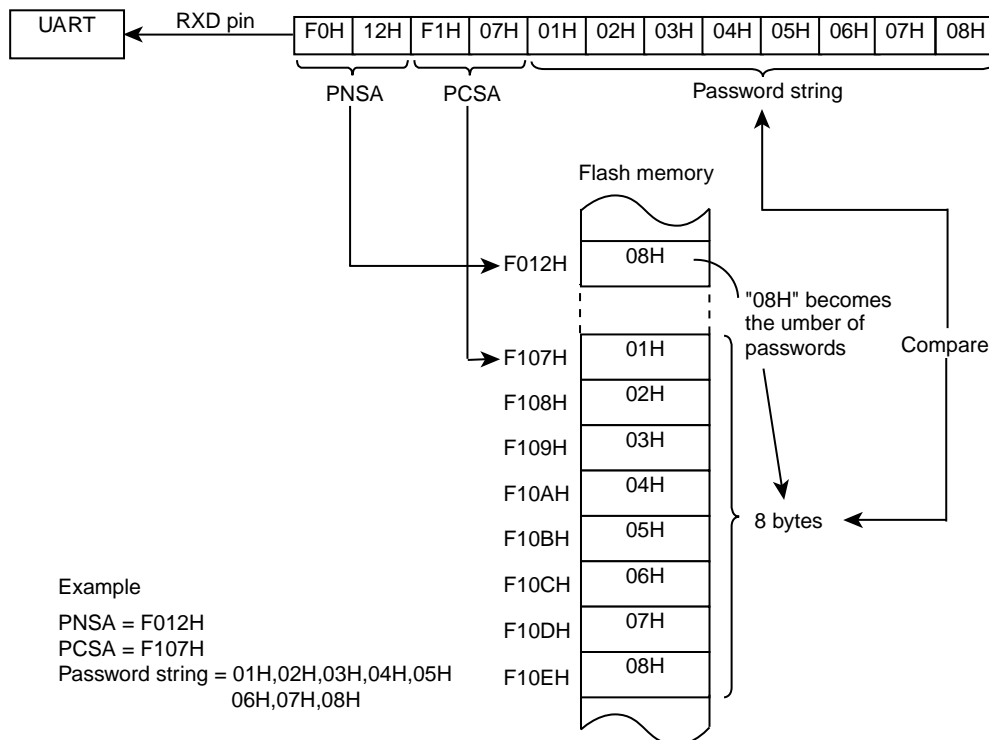 UART
RXD pin
F0H 12H F1H 07H 01H 02H 03H 04H 05H 06H 07H 08H
PNSA PCSA Password string
Flash memory
F012H 08H
"08H" becomes
the umber of
passwords
Compare
F107H 01H
F108H 02H
F109H 03H
F10AH 04H
F10BH 05H
8 bytes
F10CH 06H
F10DH 07H
F10EH 08H
Example
PNSA = F012H
PCSA = F107H
Password string = 01H,02H,03H,04H,05H
06H,07H,08H